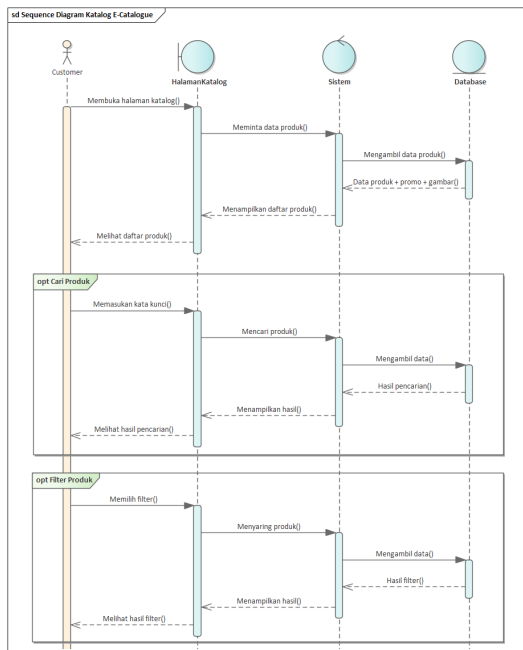 sd Sequence Diagram Katalog E-Catalogue
Customer
HalamanKatalog
Sistem
Database
Membuka halaman katalog()
Meminta data produk()
Mengambil data produk()
Data produk + promo + gambar()
Menampilkan daftar produk()
Melihat daftar produk()
opt Cari Produk
Memasukan kata kunci()
Mencari produk()
Mengambil data()
Hasil pencarian()
Menampilkan hasil()
Melihat hasil pencarian()
opt Filter Produk
Memilih filter()
Menyaring produk()
Mengambil data()
Hasil filter()
Menampilkan hasil()
Melihat hasil filter()